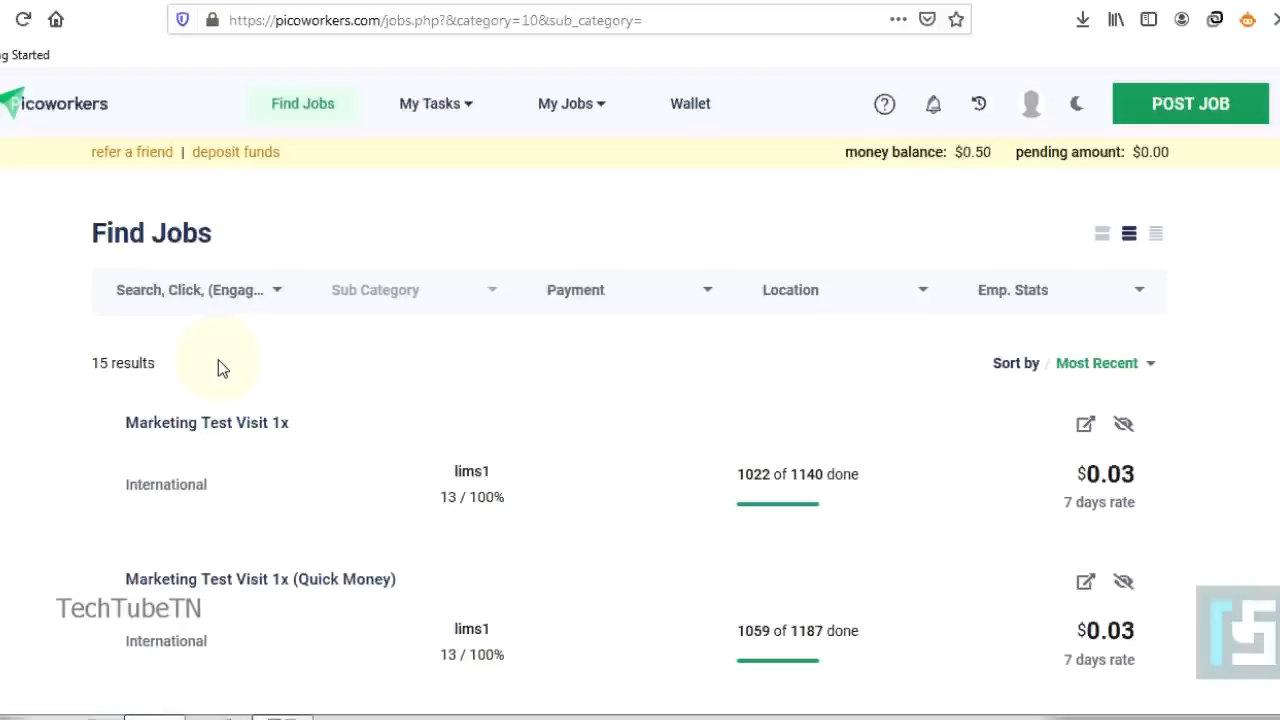 https://picoworkers.com/jobs.php?&category=10&sub_category=
g Started
picoworkers
Find Jobs
My Tasks
My Jobs
Wallet
POST JOB
refer a friend | deposit funds
money balance: $0.50
pending amount: $0.00
Find Jobs
Search, Click, (Engag...
Sub Category
Payment
Location
Emp. Stats
15 results
Sort by / Most Recent
Marketing Test Visit 1x
International
lims1
13 / 100%
1022 of 1140 done
$0.03
7 days rate
Marketing Test Visit 1x (Quick Money)
TechTubeTN
International
lims1
13 / 100%
1059 of 1187 done
$0.03
7 days rate